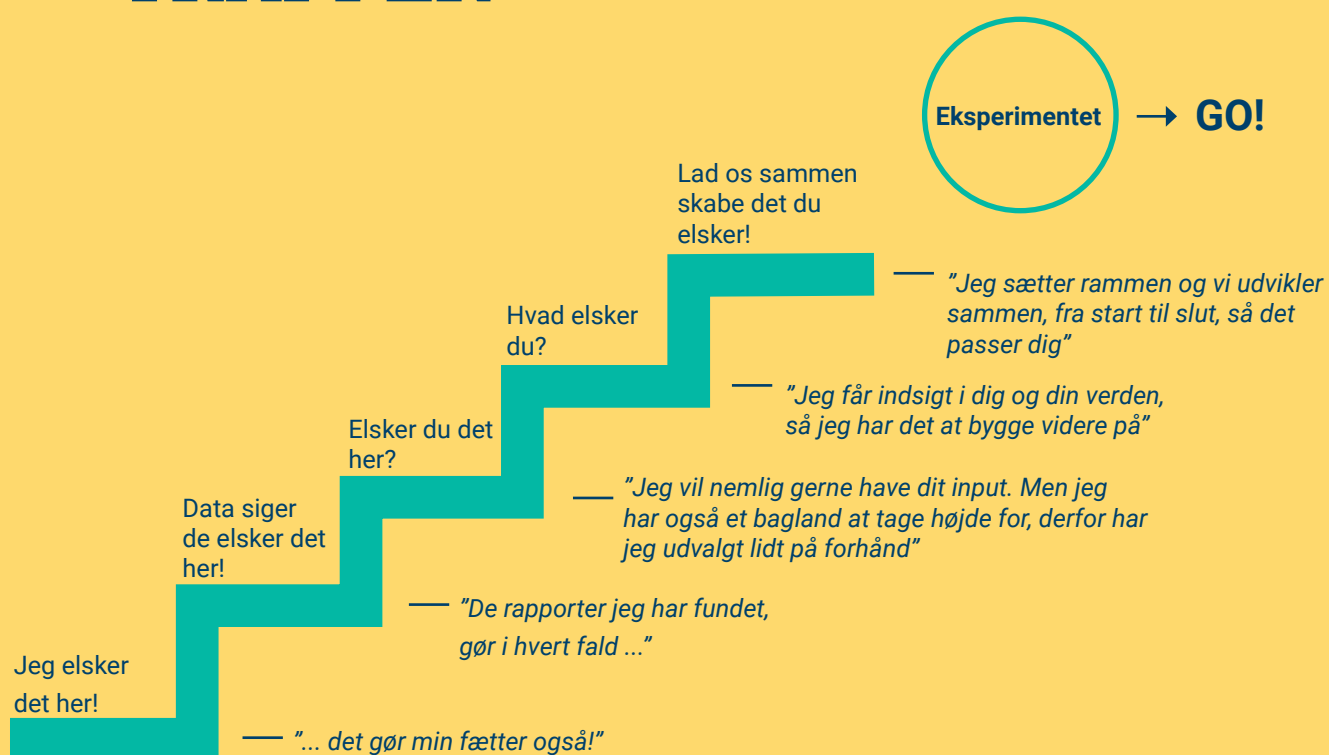 Eksperimentet
GO!
Lad os sammen
skabe det du
elsker!
”Jeg sætter rammen og vi udvikler
sammen, fra start til slut, så det
passer dig”
Hvad elsker
du?
”Jeg får indsigt i dig og din verden,
så jeg har det at bygge videre på”
Elsker du det
her?
”Jeg vil nemlig gerne have dit input. Men jeg
har også et bagland at tage højde for, derfor har
jeg udvalgt lidt på forhånd”
Data siger
de elsker det
her!
”De rapporter jeg har fundet,
gør i hvert fald ...”
Jeg elsker
det her!
”... det gør min fætter også!”